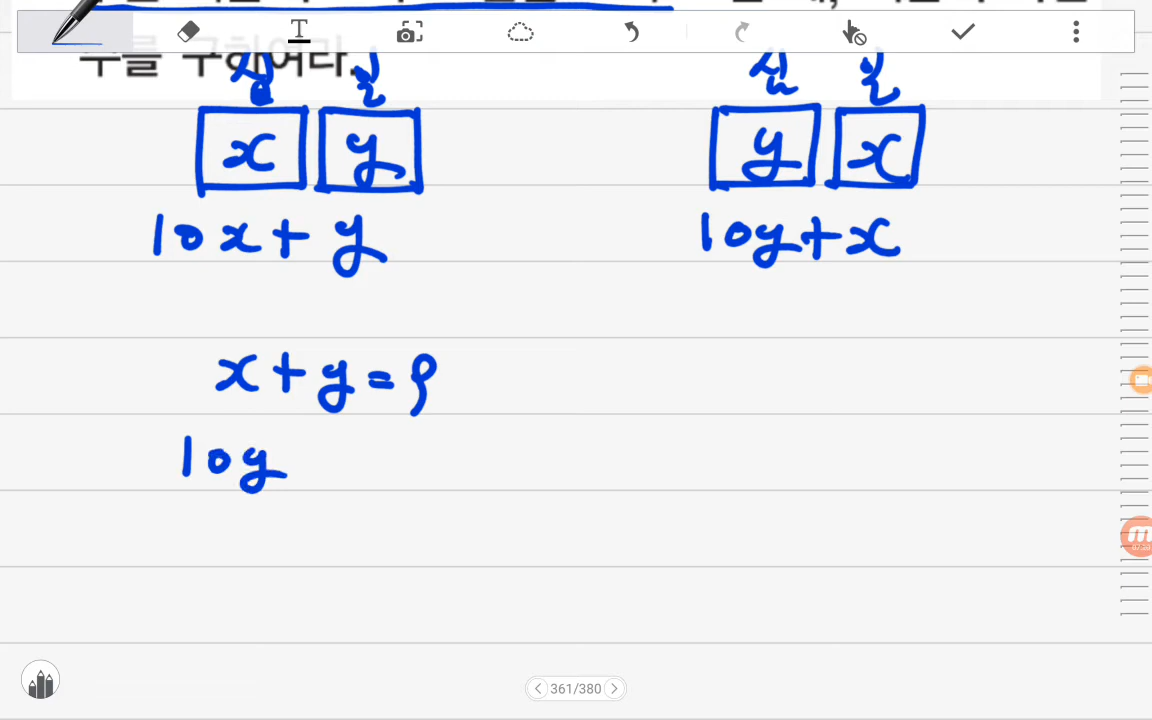 수를 구하여라.
십 일 십 일
x y y x
10x+y 10y+x
x+y=9
10y
361/380